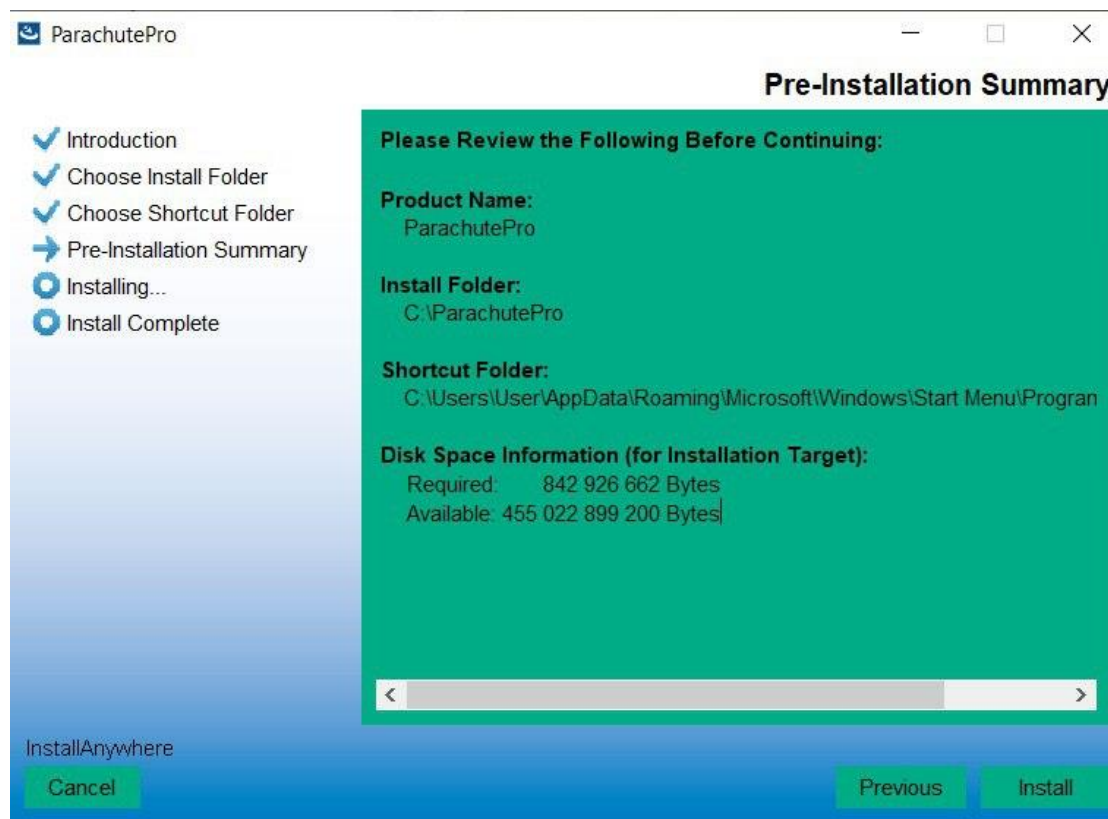 ParachutePro
Pre-Installation Summary
Introduction
Choose Install Folder
Choose Shortcut Folder
Pre-Installation Summary
Installing...
Install Complete
Please Review the Following Before Continuing:
Product Name:
ParachutePro
Install Folder:
C:\ParachutePro
Shortcut Folder:
C:\Users\User\AppData\Roaming\Microsoft\Windows\Start Menu\Progran
Disk Space Information (for Installation Target):
Required: 842 926 662 Bytes
Available: 455 022 899 200 Bytes
InstallAnywhere
Cancel
Previous
Install